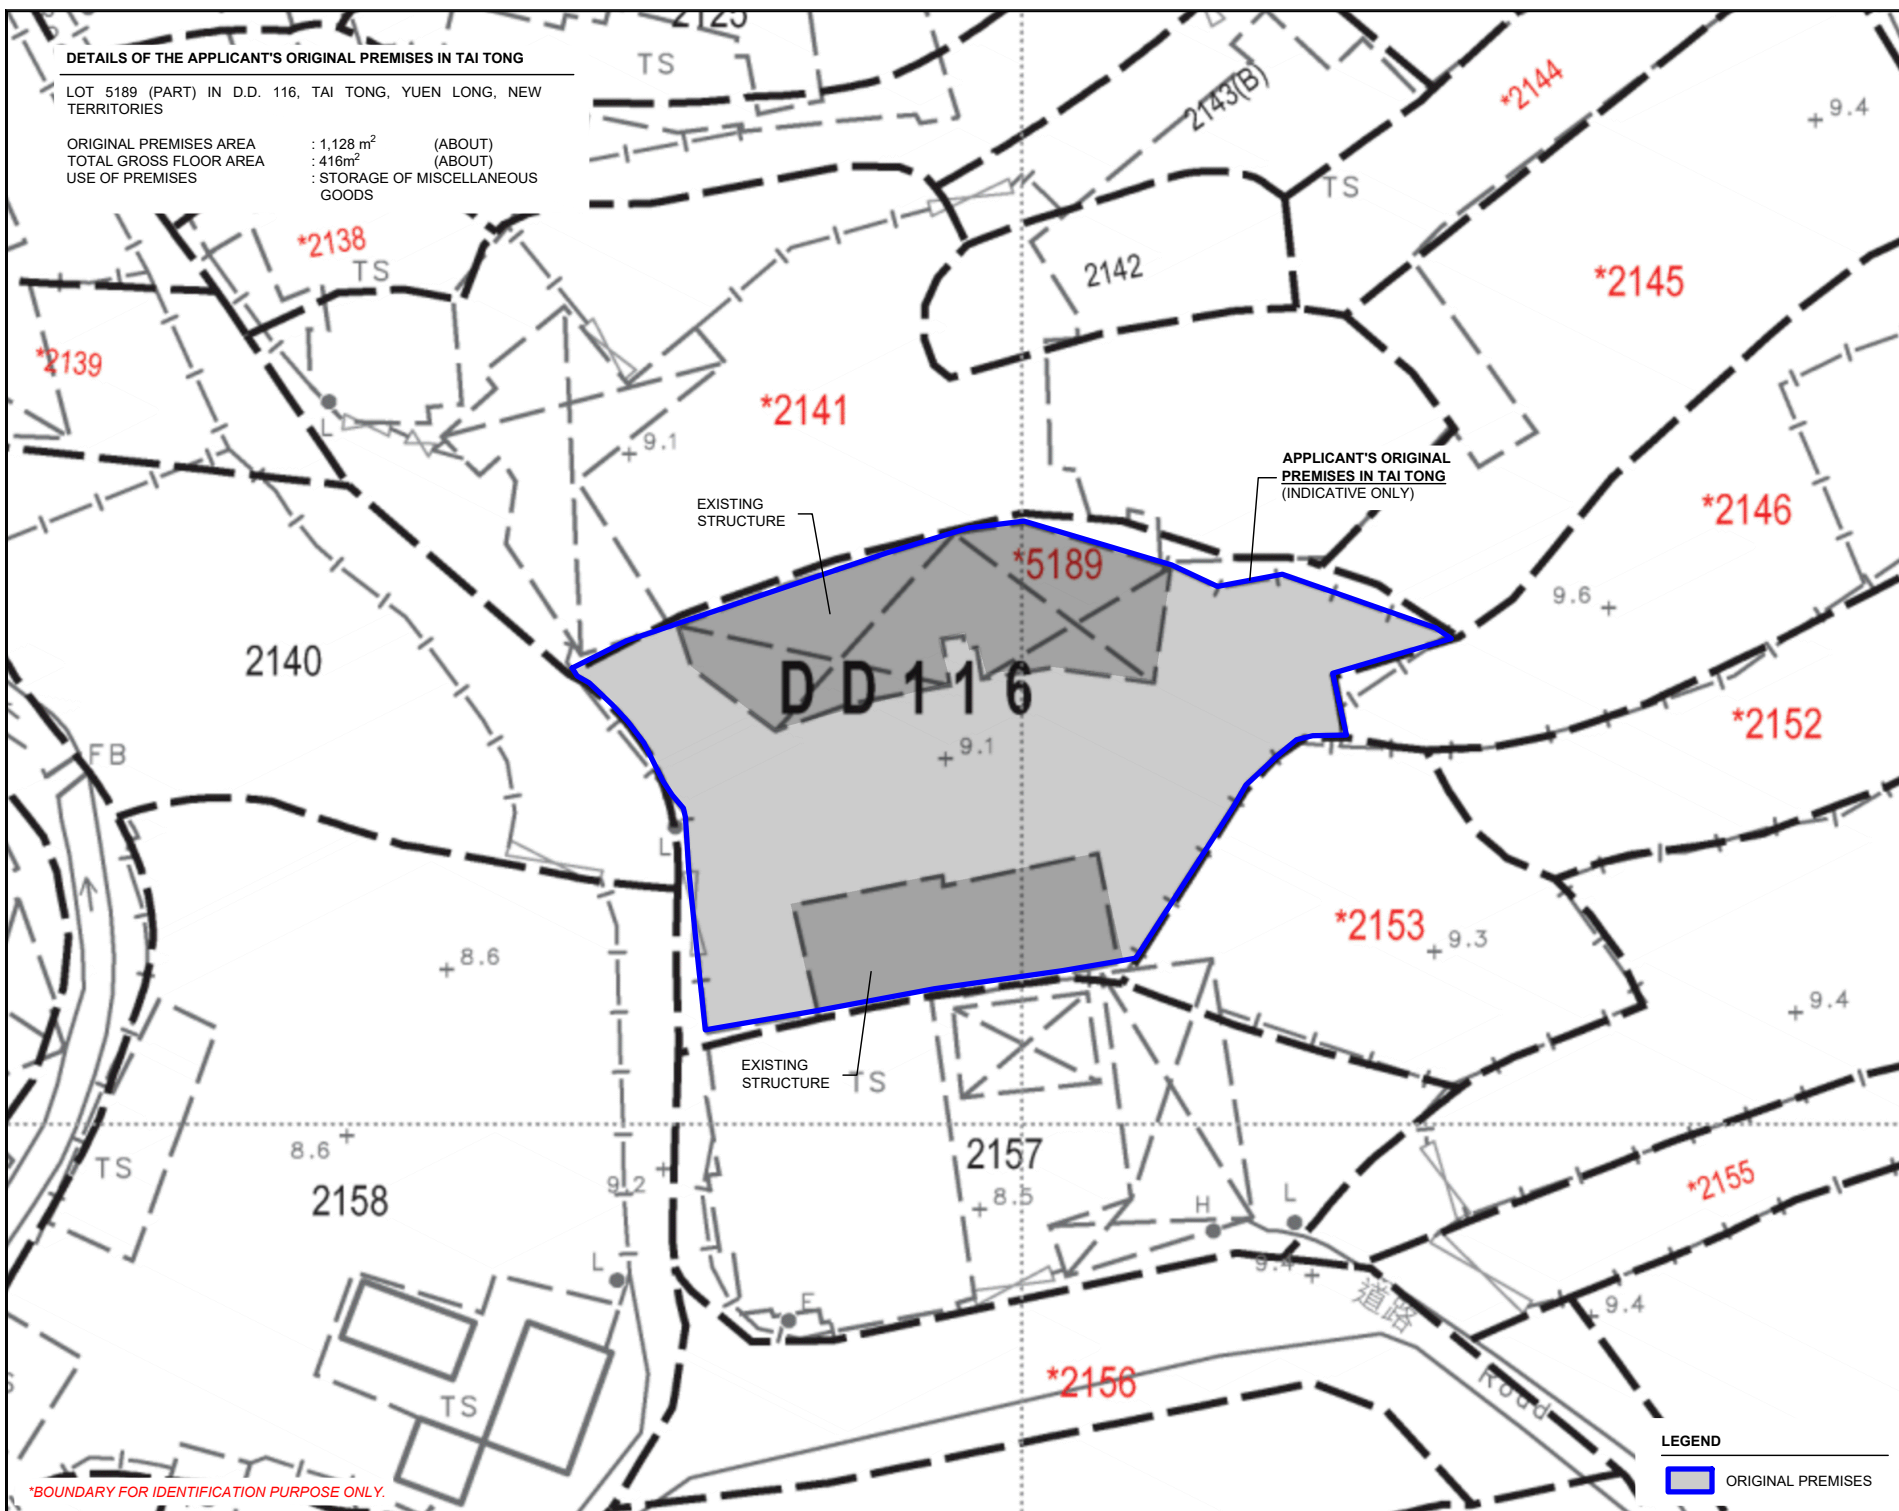 DETAILS OF THE APPLICANT'S ORIGINAL PREMISES IN TAI TONG
LOT 5189 (PART) IN D.D. 116, TAI TONG, YUEN LONG, NEW
TERRITORIES
ORIGINAL PREMISES AREA : 1,128 m² (ABOUT)
TOTAL GROSS FLOOR AREA : 416m² (ABOUT)
USE OF PREMISES : STORAGE OF MISCELLANEOUS
GOODS
2125
TS
2143(B)
*2144
9.4
TS
*2138
TS
2142
*2145
*2139
L
*2141
9.1
APPLICANT'S ORIGINAL
PREMISES IN TAI TONG
(INDICATIVE ONLY)
EXISTING
STRUCTURE
*2146
*5189
9.6
2140
DD116
*2152
FB
9.1
L
*2153
9.3
8.6
9.4
EXISTING
STRUCTURE
TS
8.6
TS
2157
9.2
*2155
2158
8.5
H
L
L
9.4
道路
9.4
E
*2156
Road
TS
LEGEND
ORIGINAL PREMISES
*BOUNDARY FOR IDENTIFICATION PURPOSE ONLY.